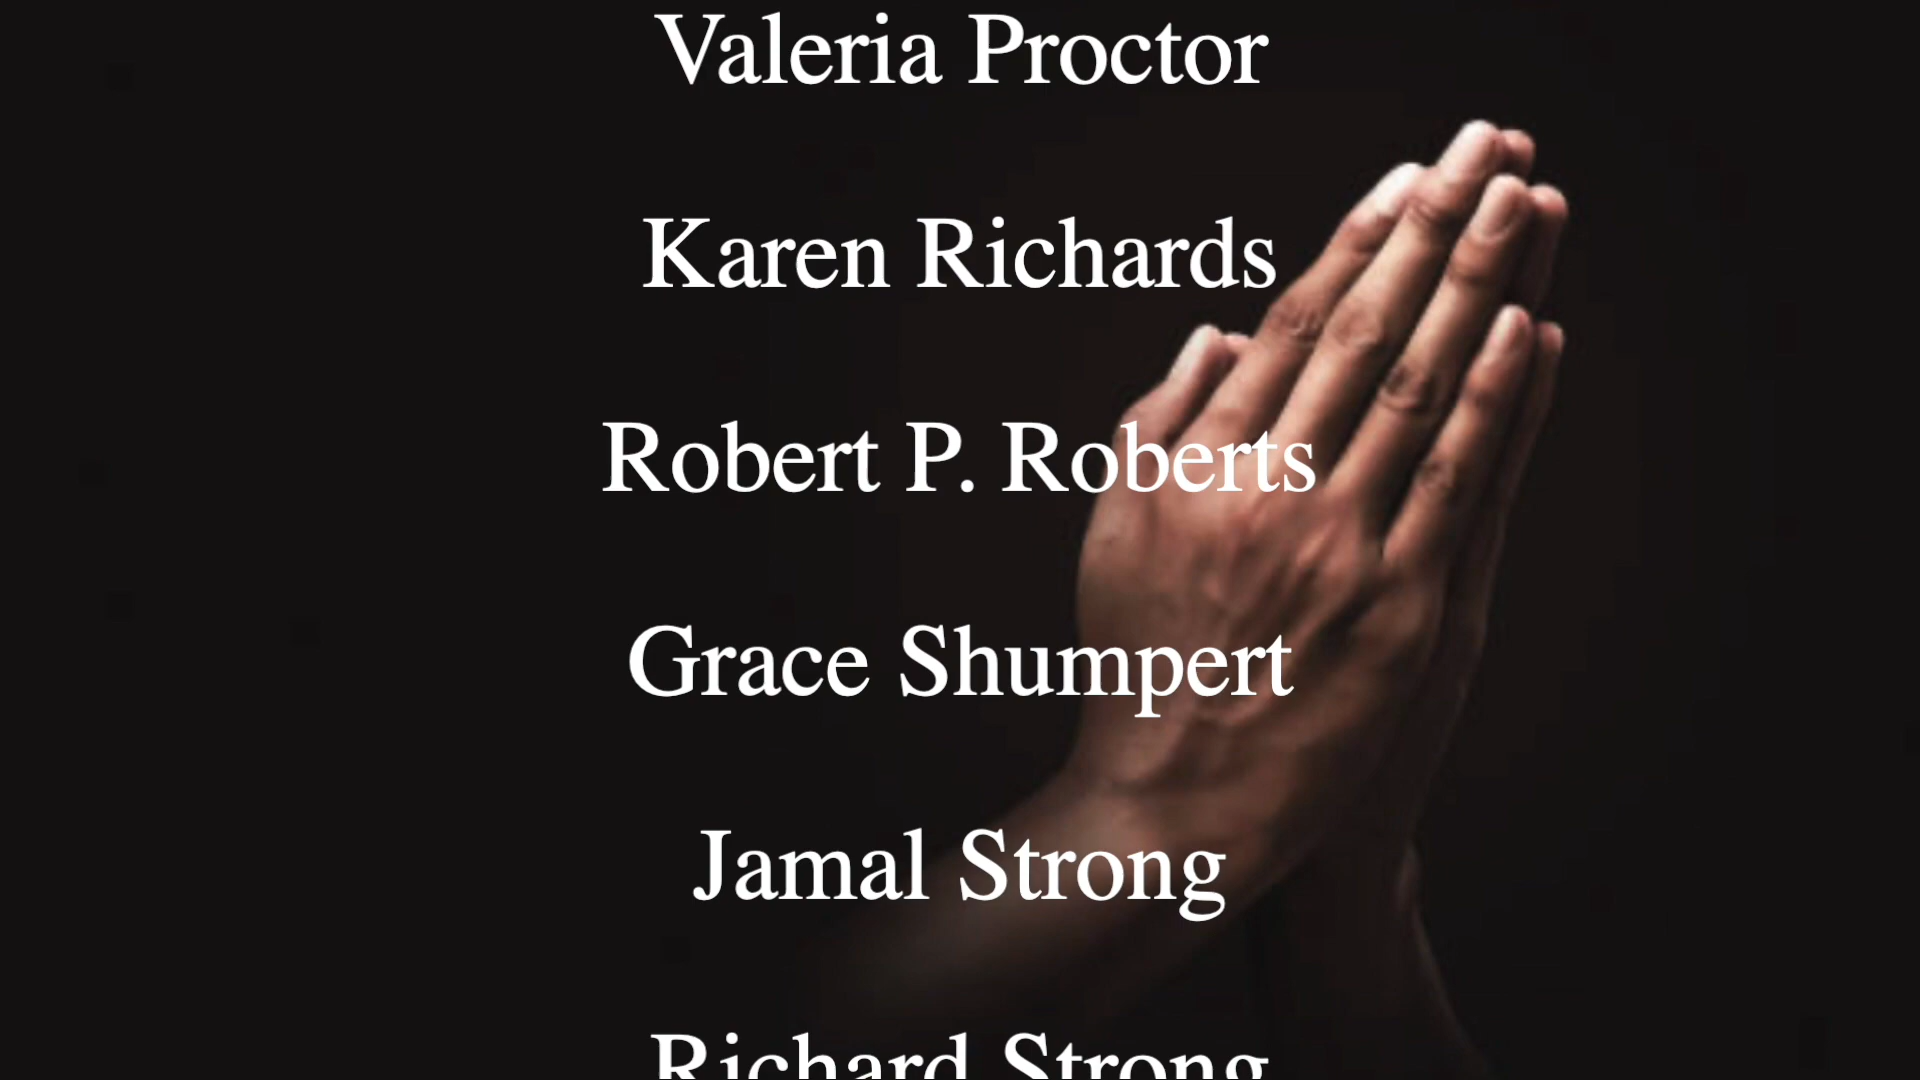 Valeria Proctor
Karen Richards
Robert P. Roberts
Grace Shumpert
Jamal Strong
Richard Strong